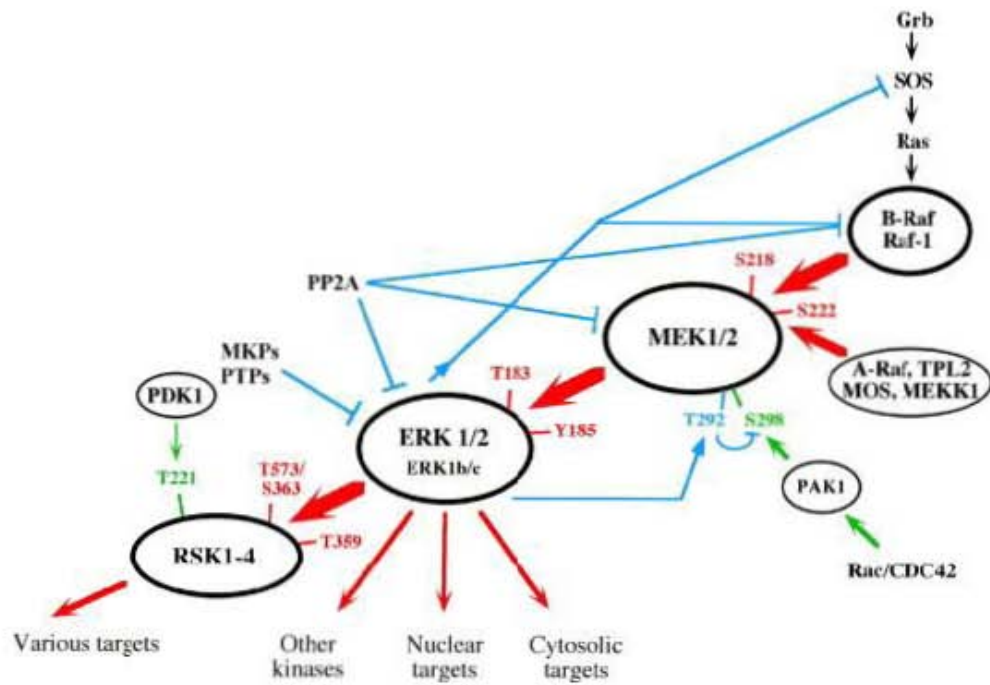 Grb
SOS
Ras
B-Raf
Raf-1
S218
PP2A
S222
MEK1/2
MKPs
PTPs
A-Raf, TPL2
MOS, MEKK1
T183
PDK1
T292
S298
Y185
ERK 1/2
ERK1b/c
T573/
S363
T221
PAK1
T359
RSK1-4
Rac/CDC42
Various targets
Other
kinases
Nuclear
targets
Cytosolic
targets